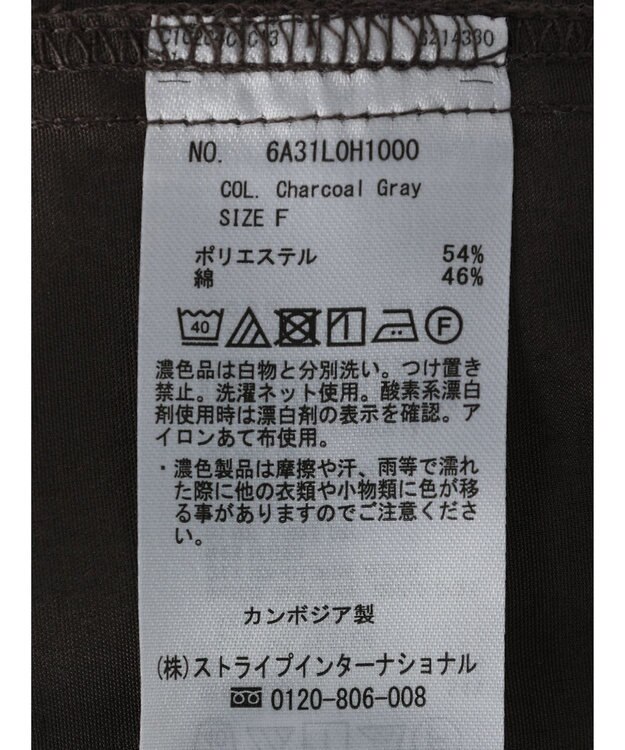 NO. 6A31L0H1000
COL. Charcoal Gray
SIZE F
ポリエステル 54%
綿 46%
40 F
濃色品は白物と分別洗い。つけ置き
禁止。洗濯ネット使用。酸素系漂白
剤使用時は漂白剤の表示を確認。ア
イロンあて布使用。
・濃色製品は摩擦や汗、雨等で濡れ
た際に他の衣類や小物類に色が移
る事がありますのでご注意くださ
い。
カンボジア製
(株)ストライプインターナショナル
0120-806-008